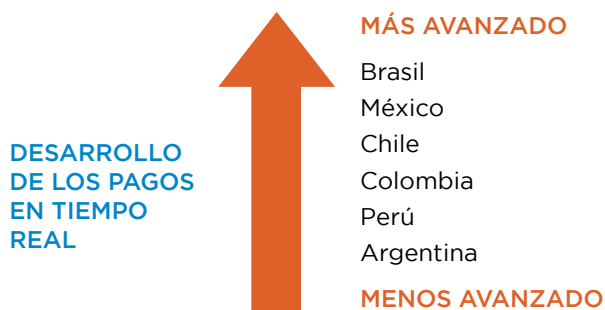 DESARROLLO
DE LOS PAGOS
EN TIEMPO
REAL
MÁS AVANZADO
Brasil
México
Chile
Colombia
Perú
Argentina
MENOS AVANZADO